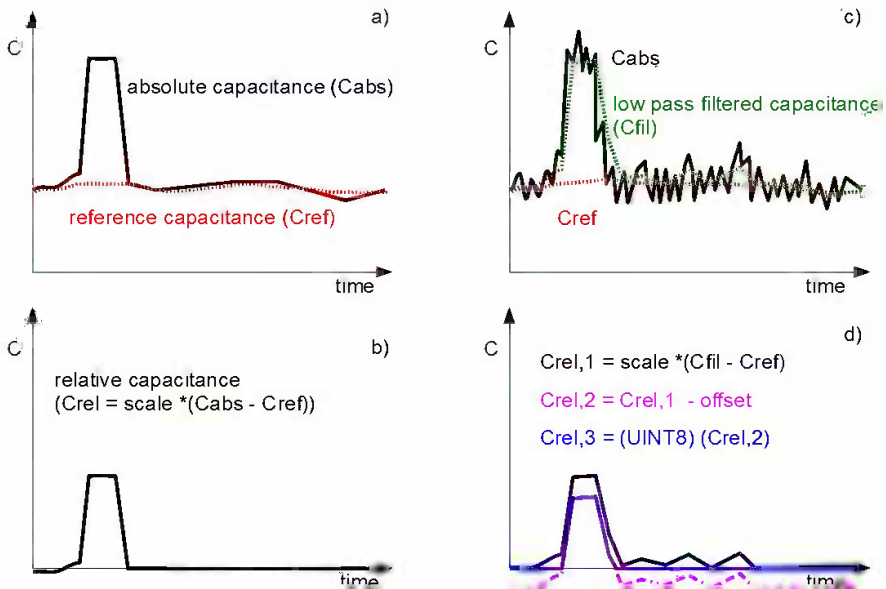 a)
C
absolute capacitance (Cabs)
reference capacitance (Cref)
time
c)
C
Cabs
low pass filtered capacitance
(Cfil)
Cref
time
b)
C
relative capacitance
(Crel = scale *(Cabs - Cref))
time
d)
C
Crel,1 = scale *(Cfil - Cref)
Crel,2 = Crel,1 - offset
Crel,3 = (UINT8) (Crel,2)